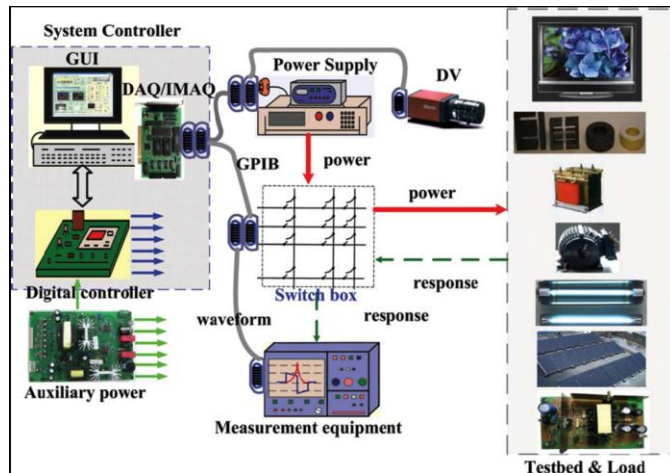 System Controller
GUI
DAQ/IMAQ
Power Supply
DV
GPIB
power
power
Digital controller
Switch box
response
waveform
response
Auxiliary power
Measurement equipment
Testbed & Load